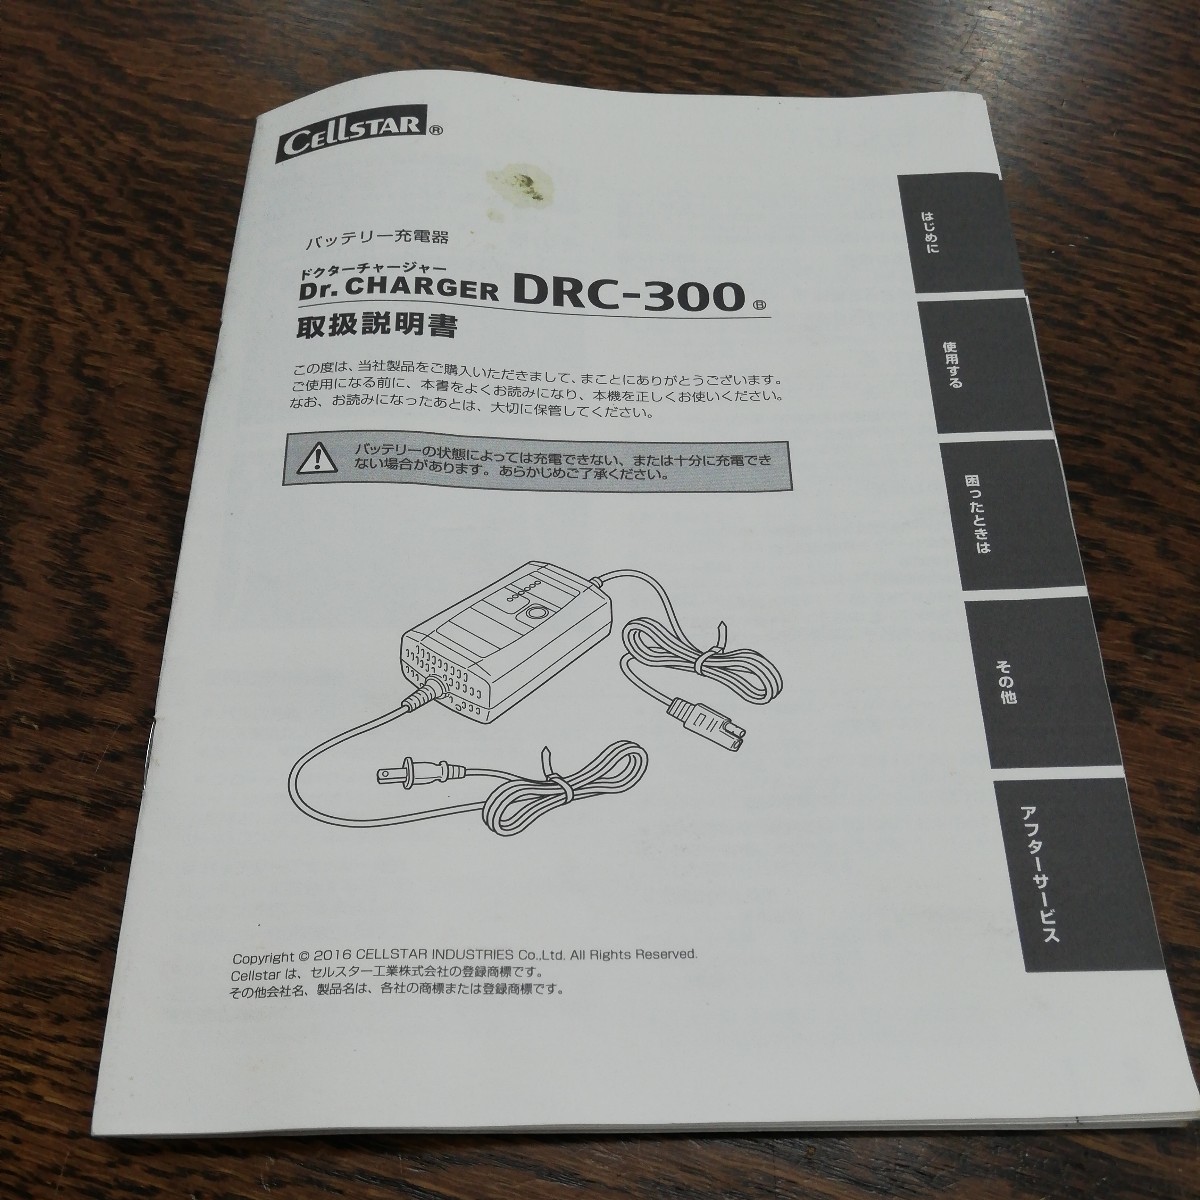 CELLSTAR®
バッテリー充電器
ドクターチャージャー
Dr. CHARGER DRC-300®
取扱説明書
この度は、当社製品をご購入いただきまして、まことにありがとうございます。
ご使用になる前に、本書をよくお読みになり、本機を正しくお使いください。
なお、お読みになったあとは、大切に保管してください。
バッテリーの状態によっては充電できない、または十分に充電でき
ない場合があります。あらかじめご了承ください。
はじめに
使用する
困ったときは
その他
アフターサービス
Copyright © 2016 CELLSTAR INDUSTRIES Co.,Ltd. All Rights Reserved.
Cellstar は、セルスター工業株式会社の登録商標です。
その他会社名、製品名は、各社の商標または登録商標です。